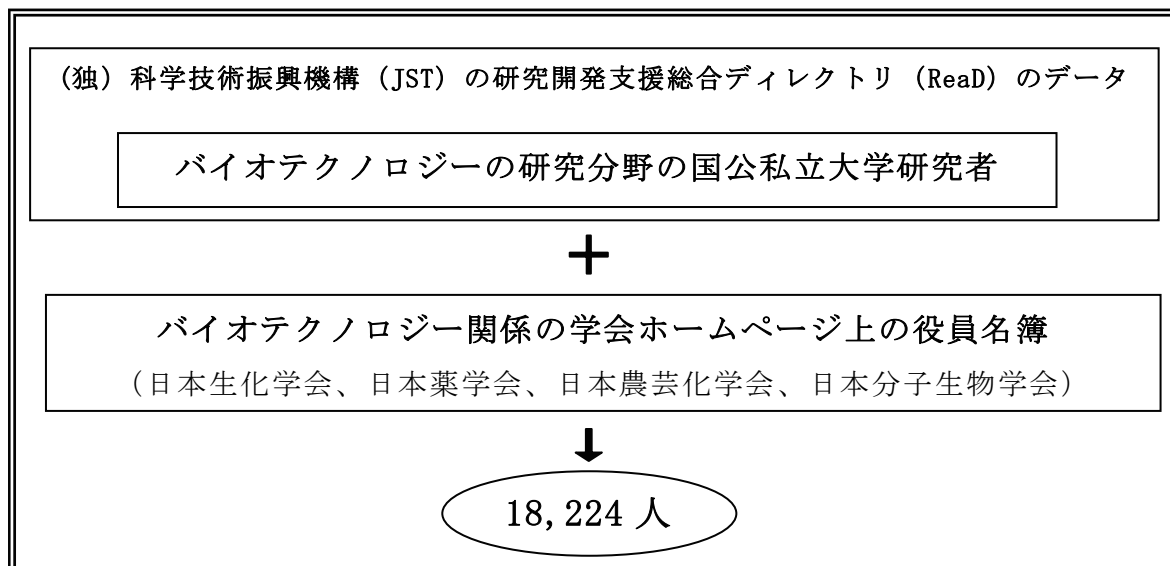 (独) 科学技術振興機構 (JST) の研究開発支援総合ディレクトリ (ReaD) のデータ
バイオテクノロジーの研究分野の国公私立大学研究者
+
バイオテクノロジー関係の学会ホームページ上の役員名簿
(日本生化学会、日本薬学会、日本農芸化学会、日本分子生物学会)
18,224 人